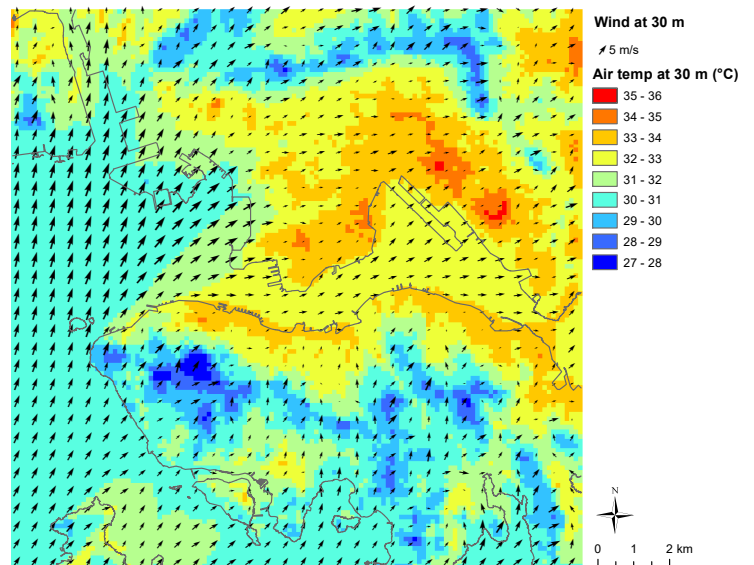 Wind at 30 m
5 m/s
Air temp at 30 m (°C)
35 - 36
34 - 35
33 - 34
32 - 33
31 - 32
30 - 31
29 - 30
28 - 29
27 - 28
N
0 1 2 km